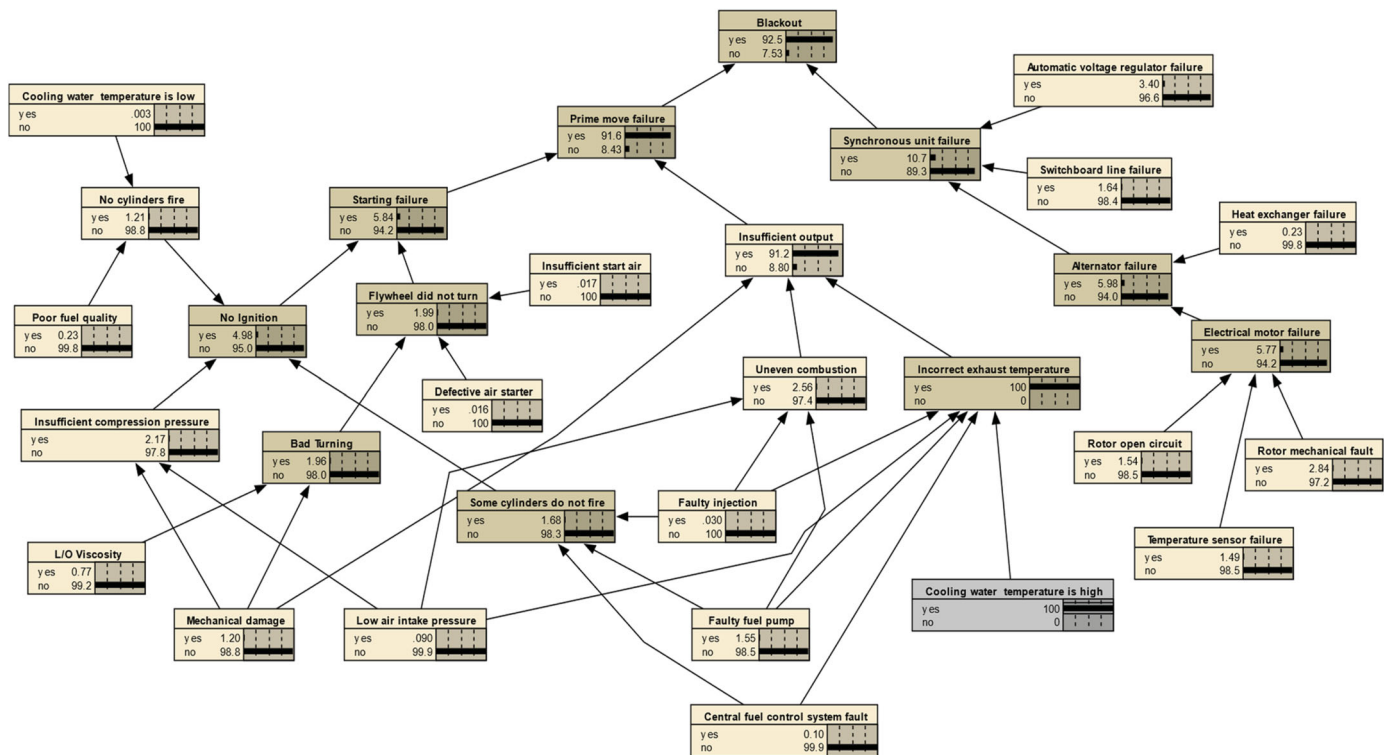 Blackout
yes 92.5
no 7.53
Automatic voltage regulator failure
yes 3.40
no 96.6
Cooling water temperature is low
yes .003
no 100
Prime move failure
yes 91.6
no 8.43
Synchronous unit failure
yes 10.7
no 89.3
Switchboard line failure
yes 1.64
no 98.4
No cylinders fire
yes 1.21
no 98.8
Starting failure
yes 5.84
no 94.2
Heat exchanger failure
yes 0.23
no 99.8
Insufficient output
yes 91.2
no 8.80
Insufficient start air
yes .017
no 100
Alternator failure
yes 5.98
no 94.0
Flywheel did not turn
yes 1.99
no 98.0
Poor fuel quality
yes 0.23
no 99.8
No Ignition
yes 4.98
no 95.0
Electrical motor failure
yes 5.77
no 94.2
Uneven combustion
yes 2.56
no 97.4
Incorrect exhaust temperature
yes 100
no 0
Defective air starter
yes .016
no 100
Insufficient compression pressure
yes 2.17
no 97.8
Bad Turning
yes 1.96
no 98.0
Rotor open circuit
yes 1.54
no 98.5
Rotor mechanical fault
yes 2.84
no 97.2
Some cylinders do not fire
yes 1.68
no 98.3
Faulty injection
yes .030
no 100
Temperature sensor failure
yes 1.49
no 98.5
L/O Viscosity
yes 0.77
no 99.2
Cooling water temperature is high
yes 100
no 0
Mechanical damage
yes 1.20
no 98.8
Low air intake pressure
yes .090
no 99.9
Faulty fuel pump
yes 1.55
no 98.5
Central fuel control system fault
yes 0.10
no 99.9